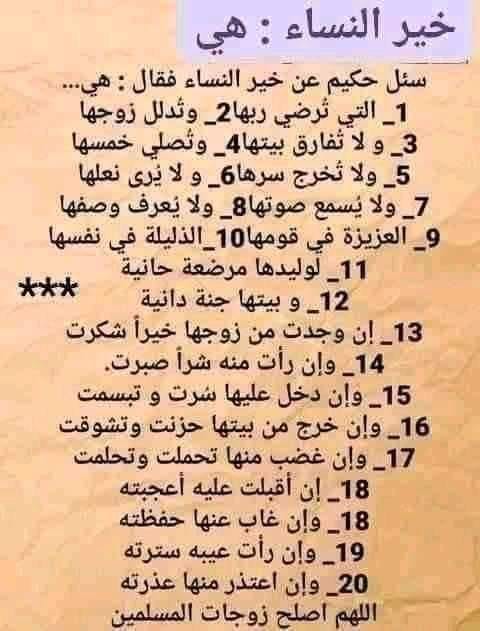 خير النساء : هي
سئل حكيم عن خير النساء فقال : هي...
1_ التي تُرضي ربها2_ وتُدلل زوجها
3_ و لا تُفارق بيتها4_ وتُصلي خمسها
5_ ولا تُخرج سرها6_ و لا يُرى نعلها
7_ ولا يُسمع صوتها8_ ولا يُعرف وصفها
9_ العزيزة في قومها10_الذليلة في نفسها
11_ لوليدها مرضعة حانية
***
12_ و بيتها جنة دانية
13_ إن وجدت من زوجها خيراً شكرت
14_ وإن رأت منه شراً صبرت.
15_ وإن دخل عليها سُرت و تبسمت
16_ وإن خرج من بيتها حزنت وتشوقت
17_ وإن غضب منها تحملت وتحلمت
18_ إن أقبلت عليه أعجبته
18_ وإن غاب عنها حفظته
19_ وإن رأت عيبه سترته
20_ وإن اعتذر منها عذرته
اللهم اصلح زوجات المسلمين